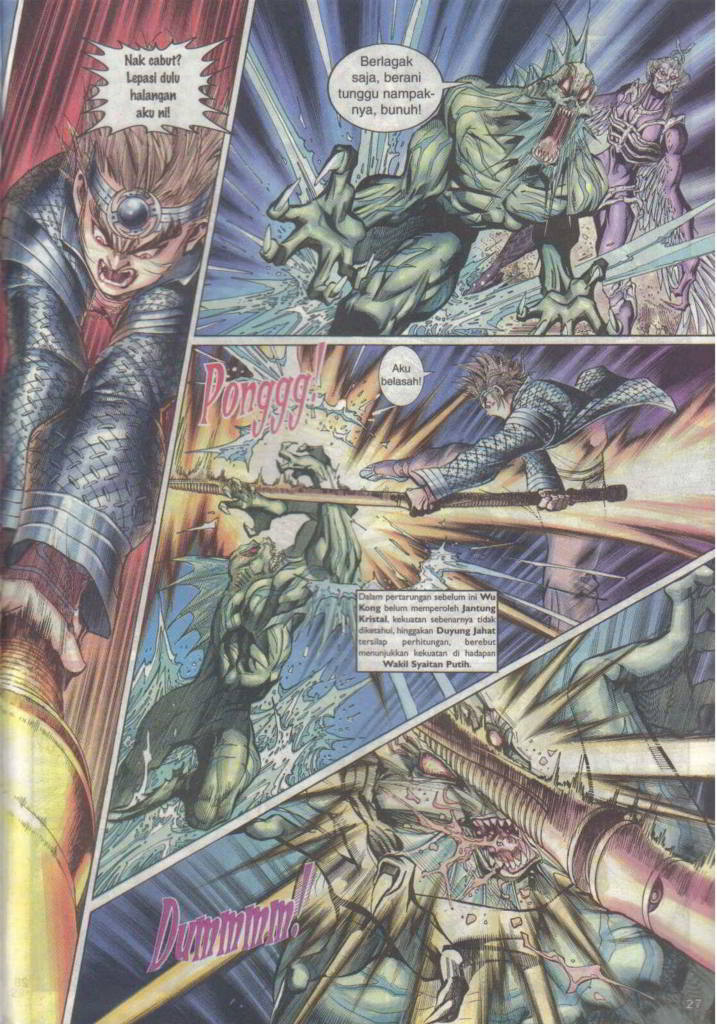 Nak cabut?
Lepasi dulu
halangan
aku ni!
Berlagak
saja, berani
tunggu nampak-
nya, bunuh!
Ponggg!
Aku
belasah!
Dalam pertarungan sebelum ini Wu
Kong belum memperoleh Jantung
Kristal, kekuatan sebenarnya tidak
diketahui, hinggakan Duyung Jahat
tersilap perhitungan, berebut
menunjukkan kekuatan di hadapan
Wakil Syaitan Putih.
Dummmm!
27